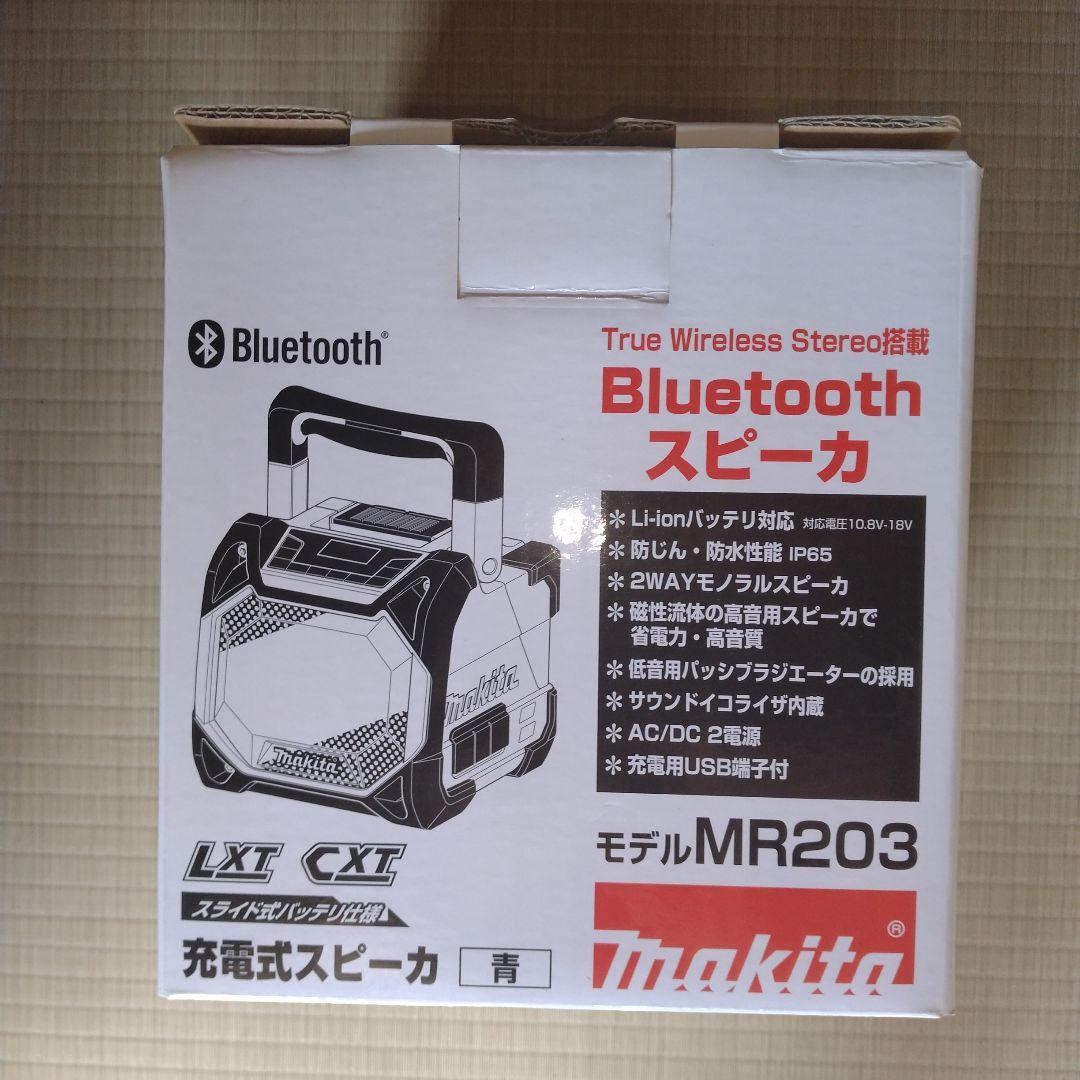 Bluetooth®
True Wireless Stereo搭載
Bluetooth
スピーカ
＊Li-ionバッテリ対応 対応電圧10.8V-18V
＊防じん・防水性能 IP65
＊2WAYモノラルスピーカ
＊磁性流体の高音用スピーカで
省電力・高音質
＊低音用パッシブラジエーターの採用
＊サウンドイコライザ内蔵
＊AC/DC 2電源
＊充電用USB端子付
makita
makita
LXT CXT
スライド式バッテリ仕様
充電式スピーカ 青
モデルMR203
makita®